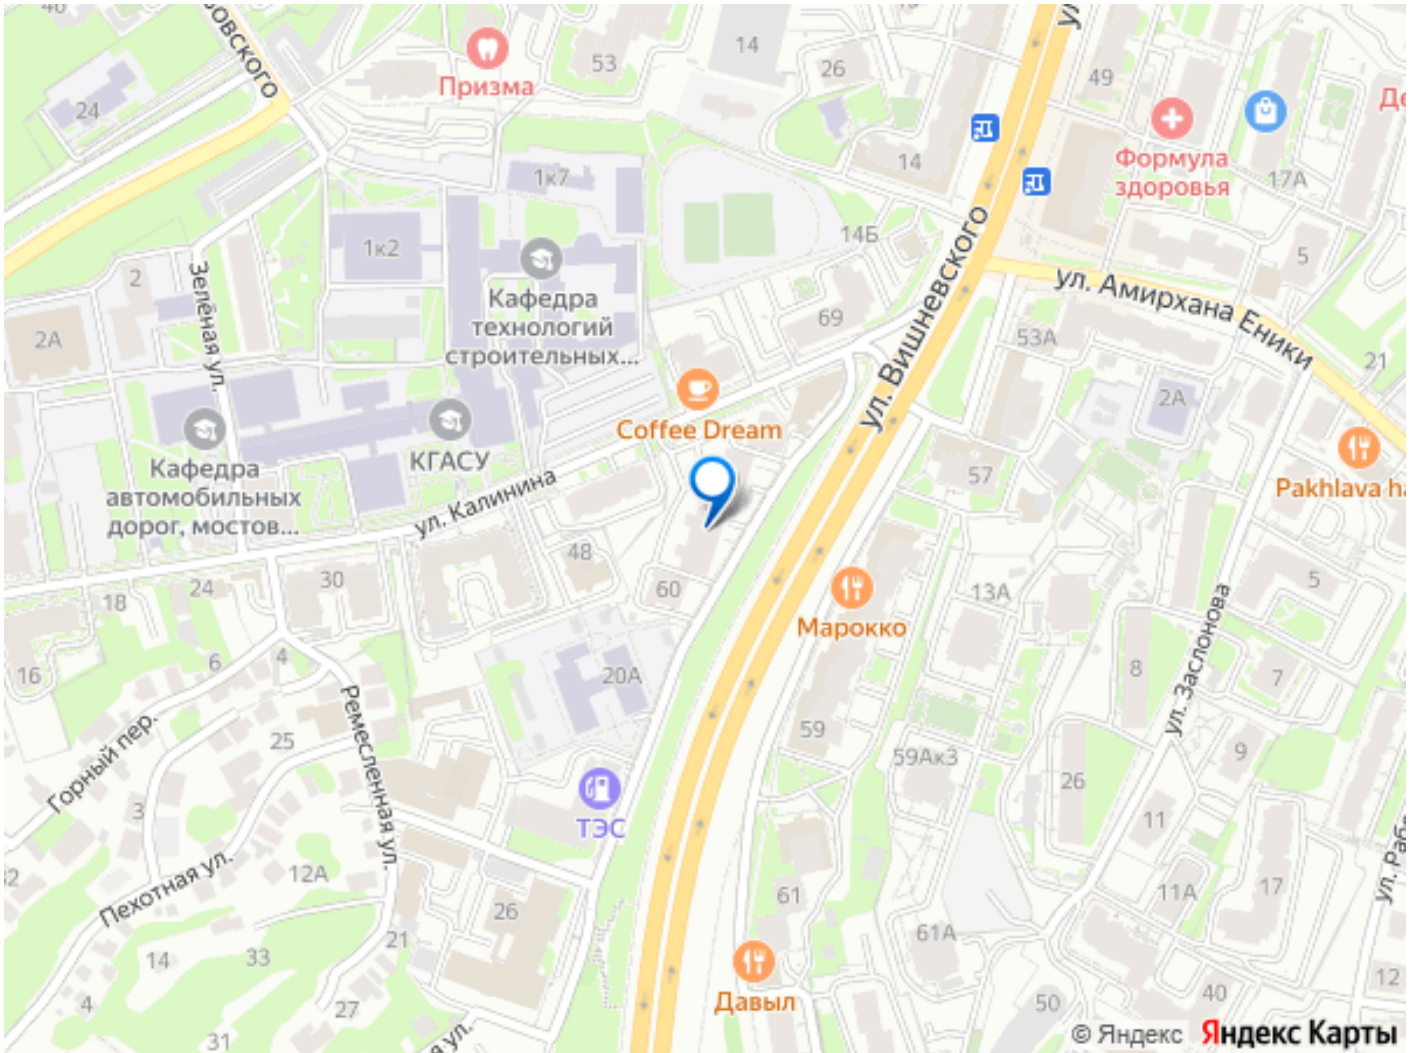 24
Призма
53
14
26
49
Формула
здоровья
17А
14
1к7
1к2
14Б
5
2
2А
Зелёная ул.
Кафедра
технологий
строительных...
69
ул. Вишневского
ул. Амирхана Еники
53А
21
2А
Coffee Dream
КГАСУ
Кафедра
автомобильных
дорог, мостов...
ул. Калинина
57
Pakhlava
48
60
30
24
18
16
13А
5
Марокко
ул. Заслонова
8
7
6
4
20А
Горный пер.
Ремесленная ул.
25
59
59Ак3
9
26
3
ТЭС
11
Пехотная ул.
12А
61
11А
17
26
21
61А
14
33
Давыл
4
27
50
40
12
31
© Яндекс
Яндекс Карты